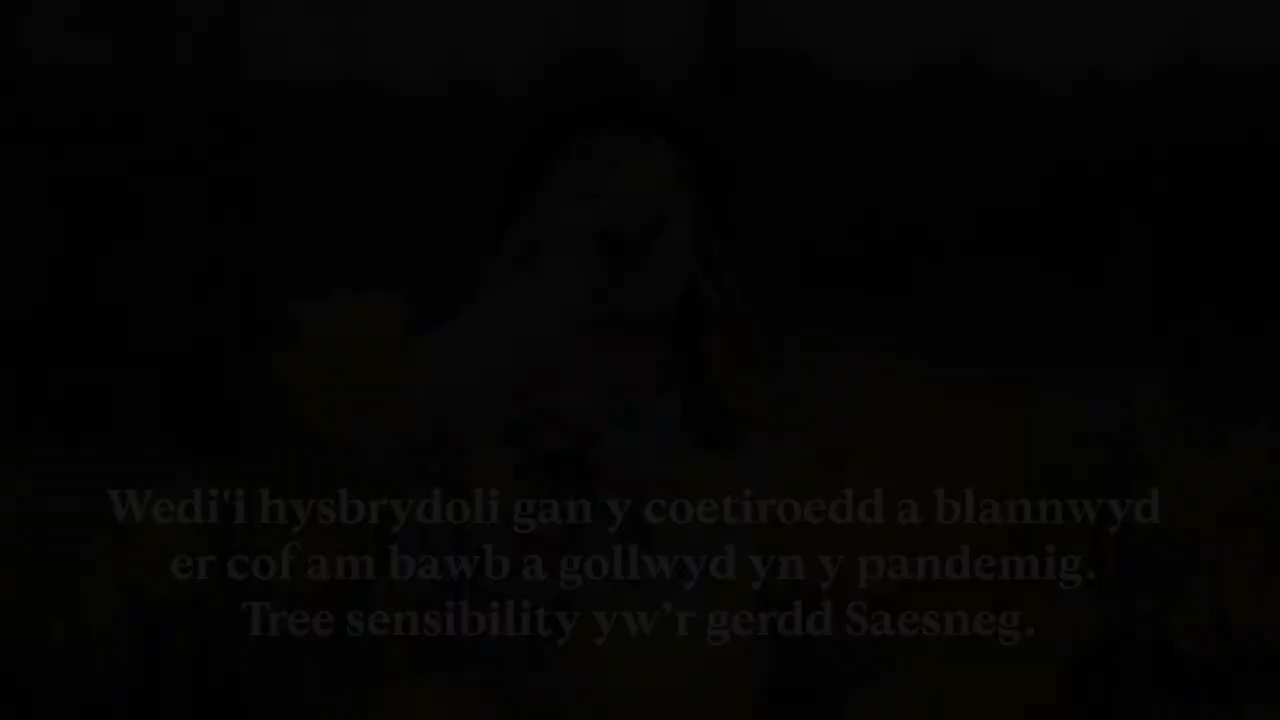 Wedi'i hysbrydoli gan y coetiroedd a blannwyd
er cof am bawb a gollwyd yn y pandemig.
Tree sensibility yw’r gerdd Saesneg.